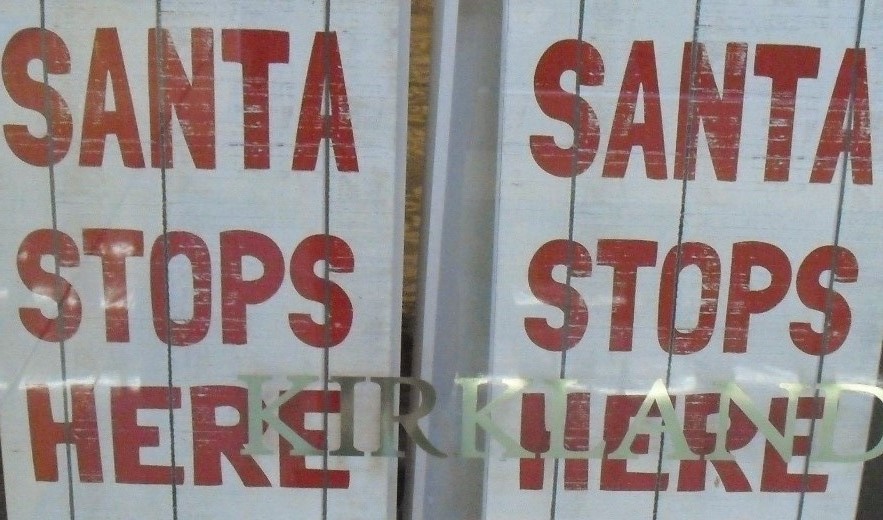 SANTA
STOPS
HERE
SANTA
STOPS
HERE
KIRKLAND